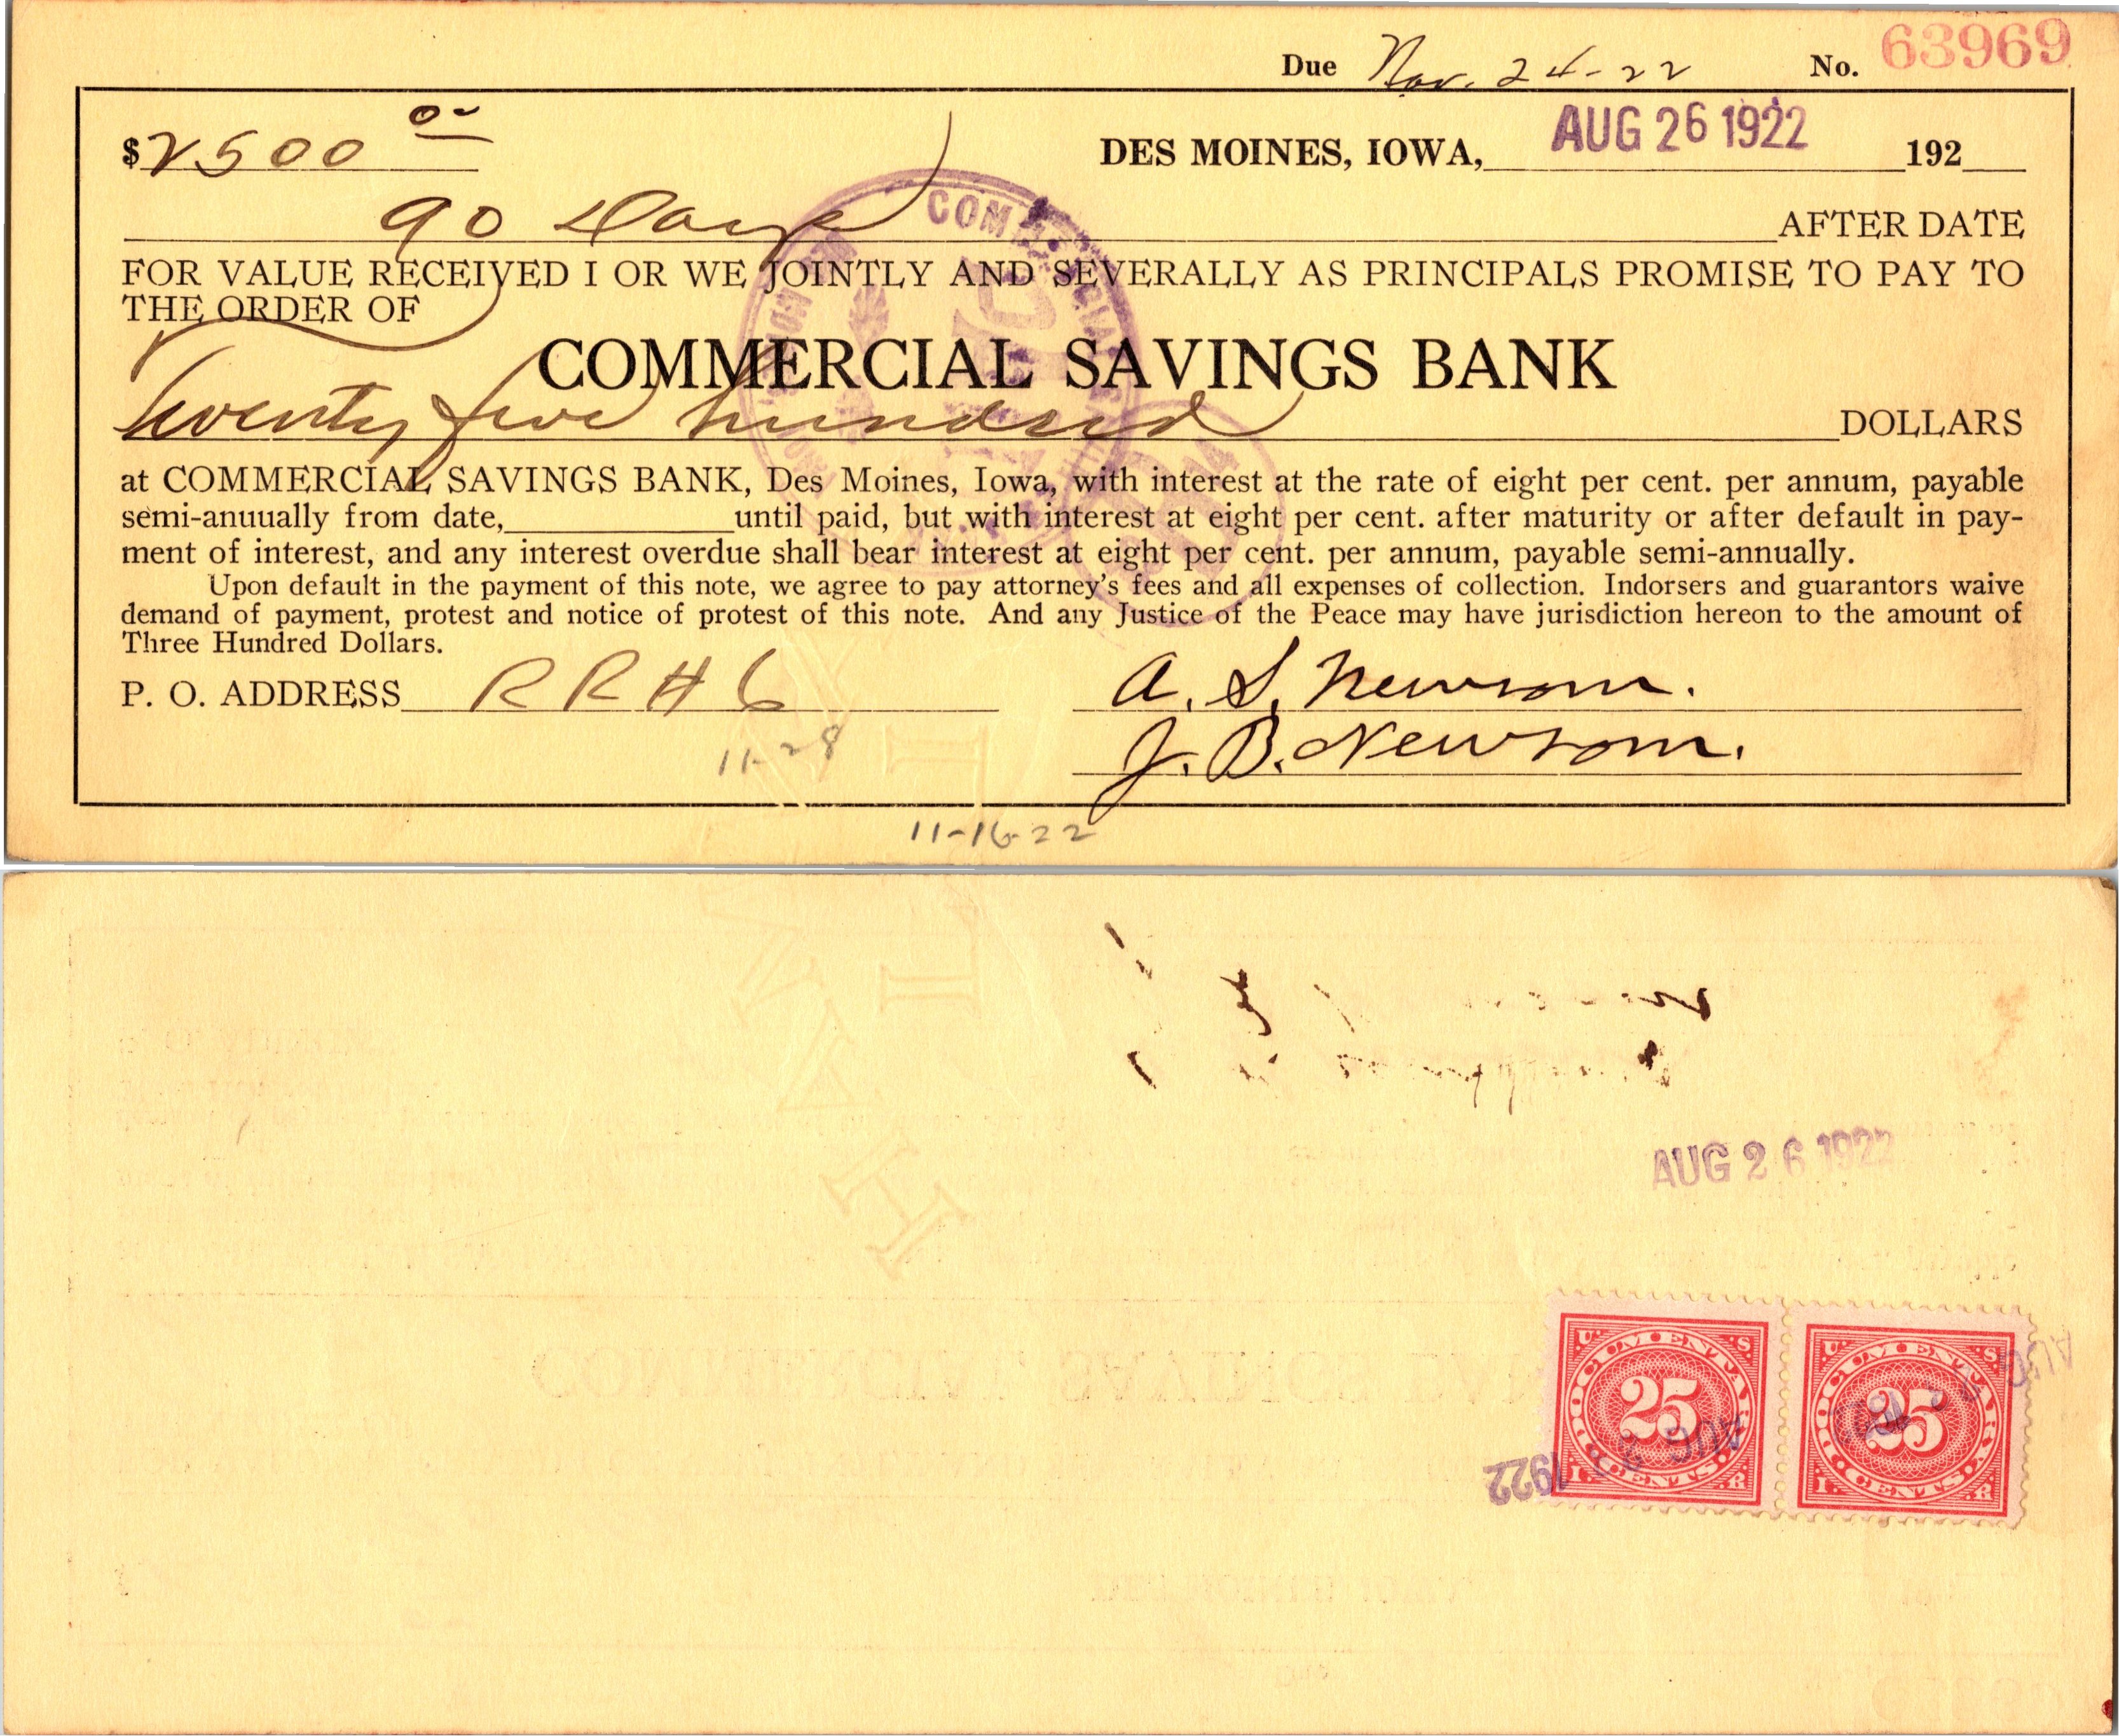 Due Nov. 24-22 No. 63969
$2500 00 DES MOINES, IOWA, AUG 26 1922 192
90 Days AFTER DATE
FOR VALUE RECEIVED I OR WE JOINTLY AND SEVERALLY AS PRINCIPALS PROMISE TO PAY TO
THE ORDER OF
COMMERCIAL SAVINGS BANK
Twenty five hundred DOLLARS
at COMMERCIAL SAVINGS BANK, Des Moines, Iowa, with interest at the rate of eight per cent. per annum, payable
semi-anuually from date, until paid, but with interest at eight per cent. after maturity or after default in pay-
ment of interest, and any interest overdue shall bear interest at eight per cent. per annum, payable semi-annually.
Upon default in the payment of this note, we agree to pay attorney's fees and all expenses of collection. Indorsers and guarantors waive
demand of payment, protest and notice of protest of this note. And any Justice of the Peace may have jurisdiction hereon to the amount of
Three Hundred Dollars.
P. O. ADDRESS R R # 6 A. S. Newsom.
11-28 J. B. Newsom.
11-16-22
AUG 26 1922
U. S. U. S.
DOCUMENTARY DOCUMENTARY
25 25
AUG 1922
I. CENTS R. I. CENTS R.